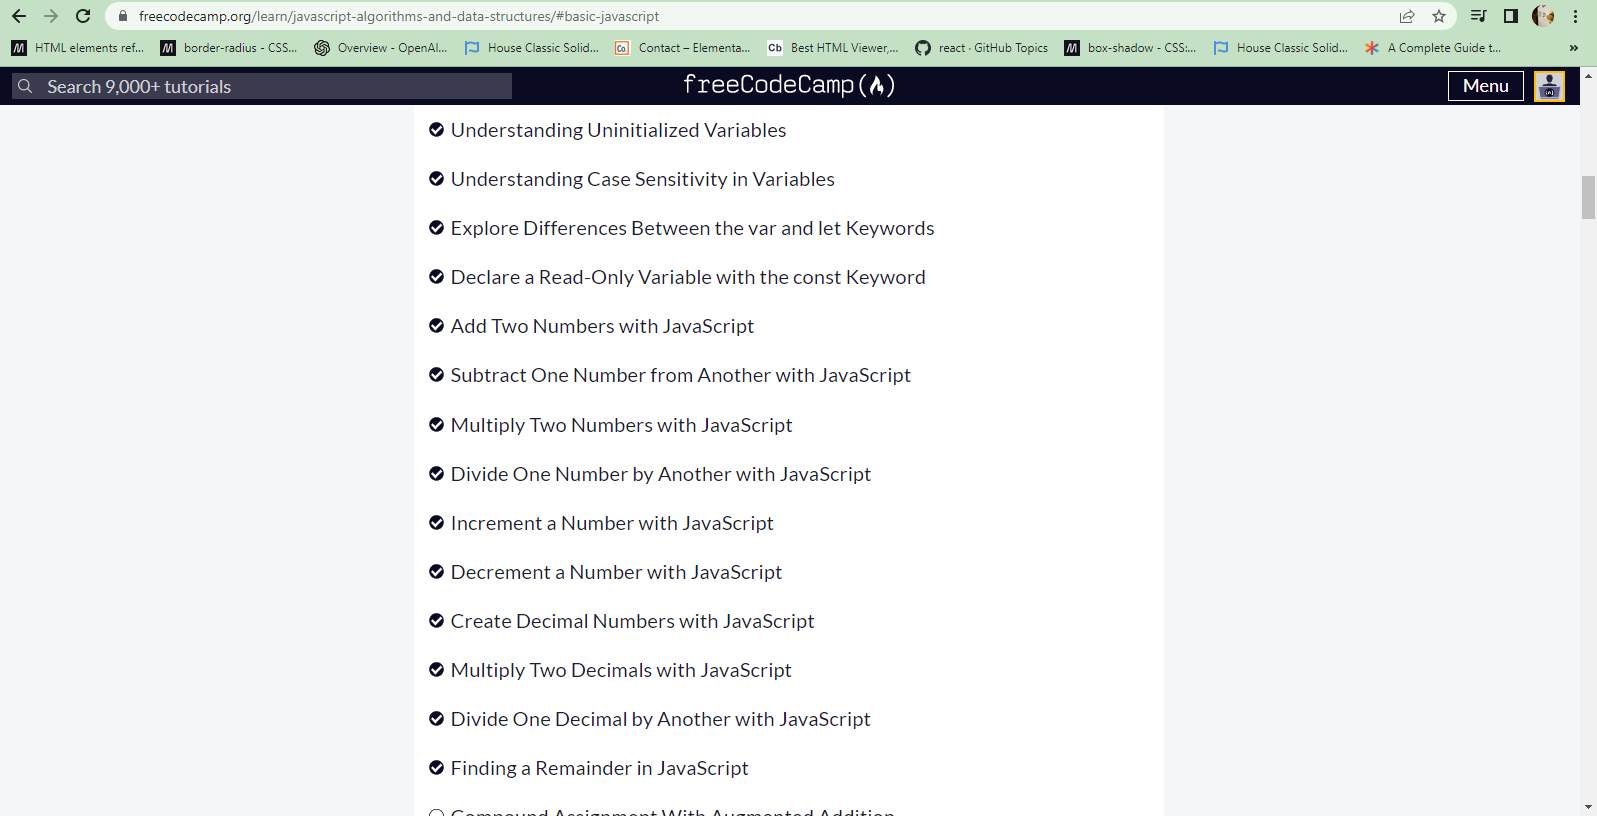 freecodecamp.org/learn/javascript-algorithms-and-data-structures/#basic-javascript
HTML elements ref... border-radius - CSS... Overview - OpenAI... House Classic Solid... Contact – Elementa... Best HTML Viewer,... react · GitHub Topics box-shadow - CSS:... House Classic Solid... A Complete Guide t... »
Search 9,000+ tutorials freeCodeCamp Menu
Understanding Uninitialized Variables
Understanding Case Sensitivity in Variables
Explore Differences Between the var and let Keywords
Declare a Read-Only Variable with the const Keyword
Add Two Numbers with JavaScript
Subtract One Number from Another with JavaScript
Multiply Two Numbers with JavaScript
Divide One Number by Another with JavaScript
Increment a Number with JavaScript
Decrement a Number with JavaScript
Create Decimal Numbers with JavaScript
Multiply Two Decimals with JavaScript
Divide One Decimal by Another with JavaScript
Finding a Remainder in JavaScript
Compound Assignment With Augmented Addition